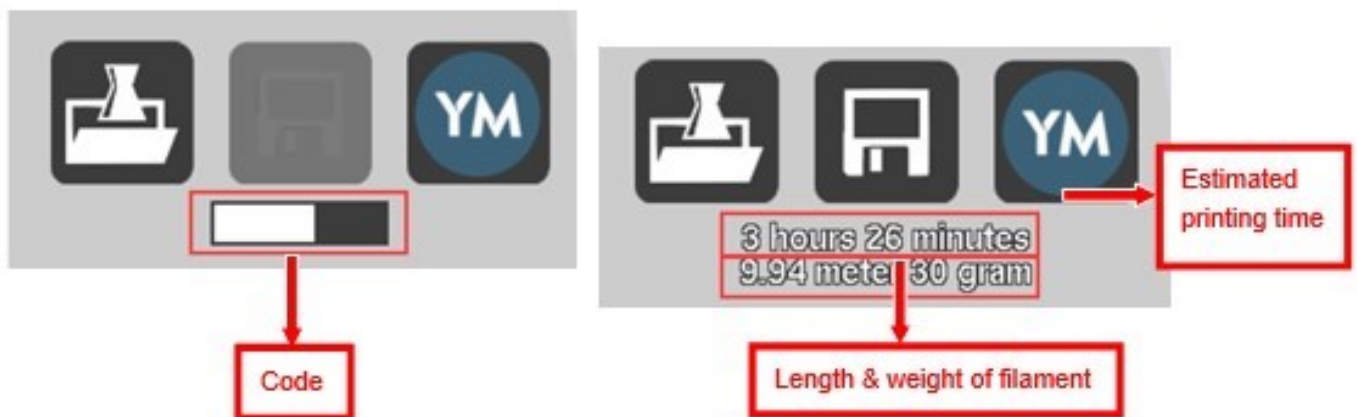 YM
YM
Estimated
printing time
3 hours 26 minutes
9.94 meter 30 gram
Code
Length & weight of filament